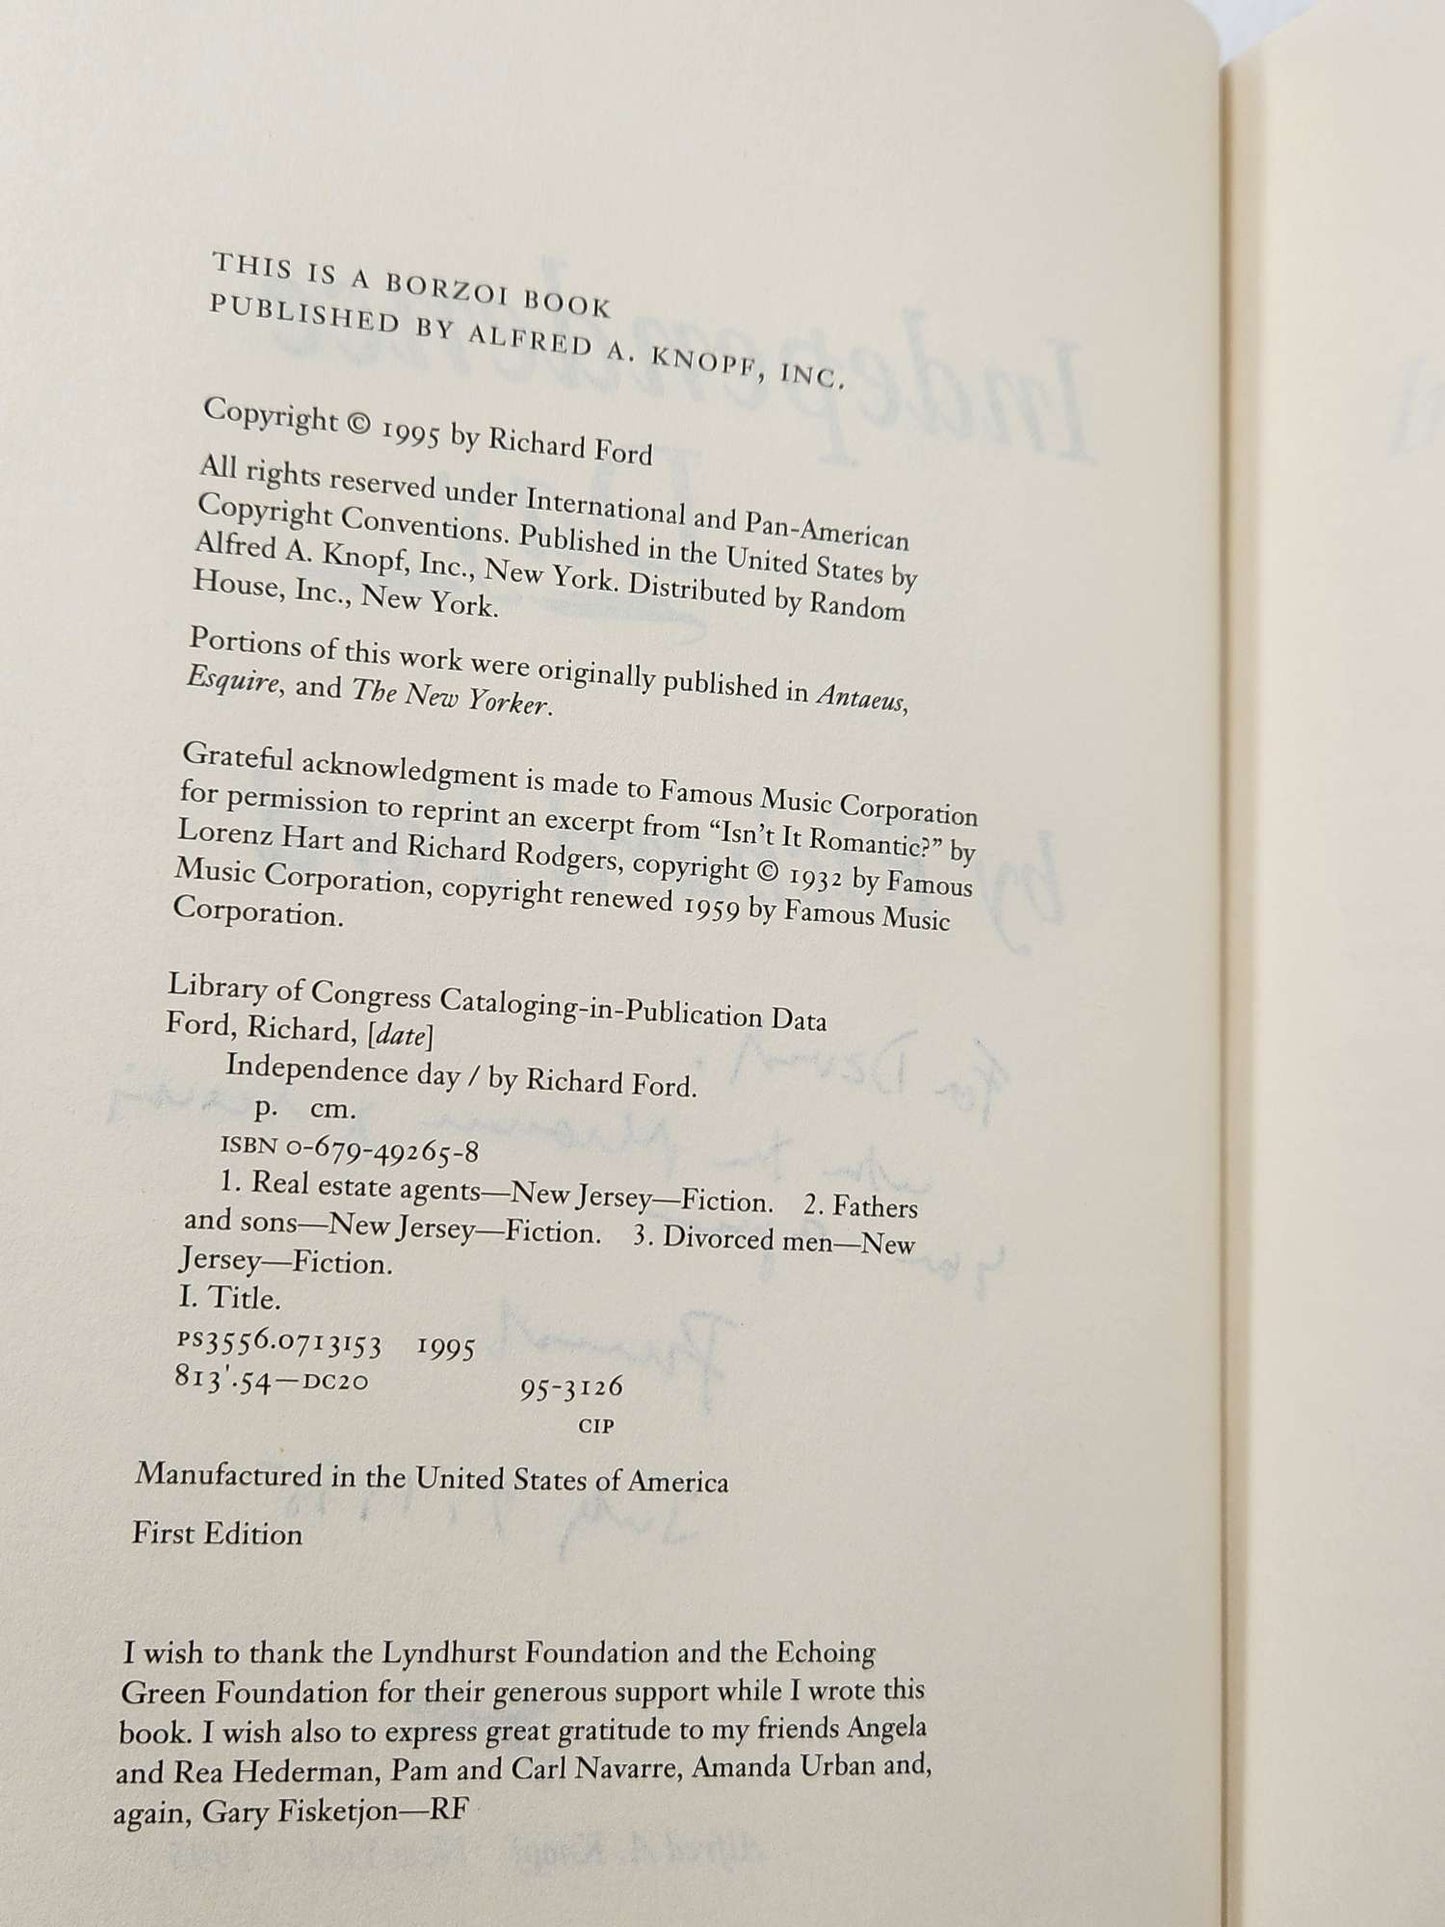 THIS IS A BORZOI BOOK
PUBLISHED BY ALFRED A. KNOPF, INC.
Copyright © 1995 by Richard Ford
All rights reserved under International and Pan-American
Copyright Conventions. Published in the United States by
Alfred A. Knopf, Inc., New York. Distributed by Random
House, Inc., New York.
Portions of this work were originally published in Antaeus,
Esquire, and The New Yorker.
Grateful acknowledgment is made to Famous Music Corporation
for permission to reprint an excerpt from “Isn’t It Romantic?” by
Lorenz Hart and Richard Rodgers, copyright © 1932 by Famous
Music Corporation, copyright renewed 1959 by Famous Music
Corporation.
Library of Congress Cataloging-in-Publication Data
Ford, Richard, [date]
Independence day / by Richard Ford.
p. cm.
ISBN 0-679-49265-8
1. Real estate agents—New Jersey—Fiction. 2. Fathers
and sons—New Jersey—Fiction. 3. Divorced men—New
Jersey—Fiction.
I. Title.
PS3556.0713153 1995
813'.54—DC20 95-3126
CIP
Manufactured in the United States of America
First Edition
I wish to thank the Lyndhurst Foundation and the Echoing
Green Foundation for their generous support while I wrote this
book. I wish also to express great gratitude to my friends Angela
and Rea Hederman, Pam and Carl Navarre, Amanda Urban and,
again, Gary Fisketjon—RF